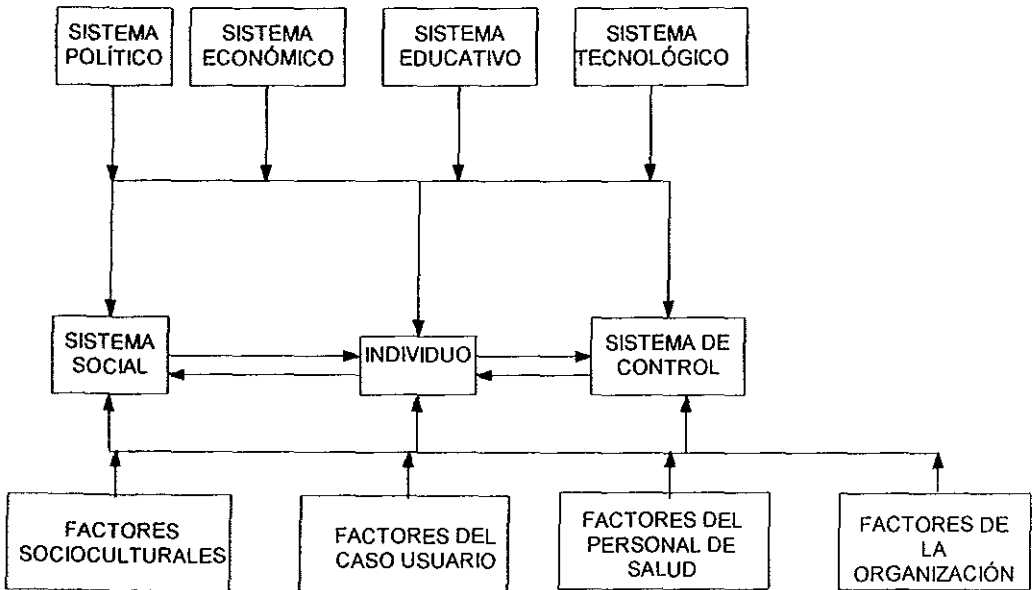 SISTEMA
POLÍTICO
SISTEMA
ECONÓMICO
SISTEMA
EDUCATIVO
SISTEMA
TECNOLÓGICO
SISTEMA
SOCIAL
INDIVIDUO
SISTEMA DE
CONTROL
FACTORES
SOCIOCULTURALES
FACTORES DEL
CASO USUARIO
FACTORES DEL
PERSONAL DE
SALUD
FACTORES DE
LA
ORGANIZACIÓN